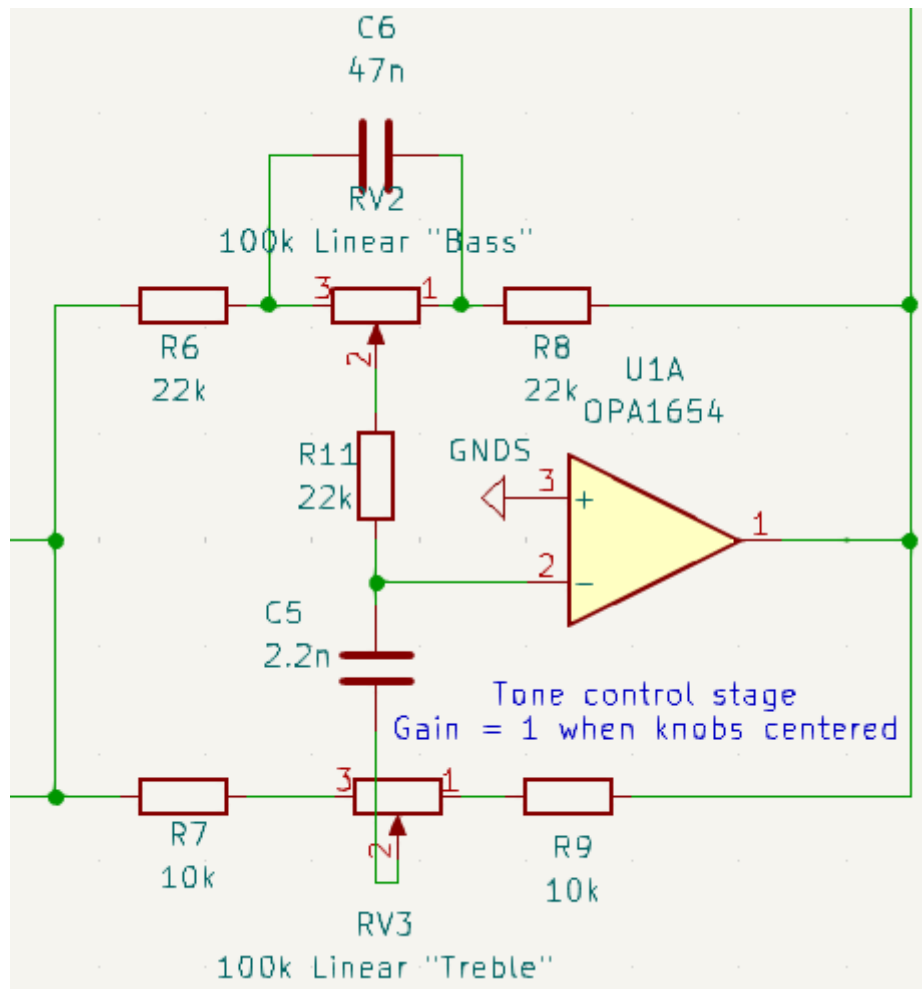 C6
47n
RV2
100k Linear "Bass"
3
1
2
R6
22k
R8
22k
U1A
OPA1654
R11
22k
GNDS
3
+
1
2
−
C5
2.2n
Tone control stage
Gain = 1 when knobs centered
3
1
2
R7
10k
R9
10k
RV3
100k Linear "Treble"